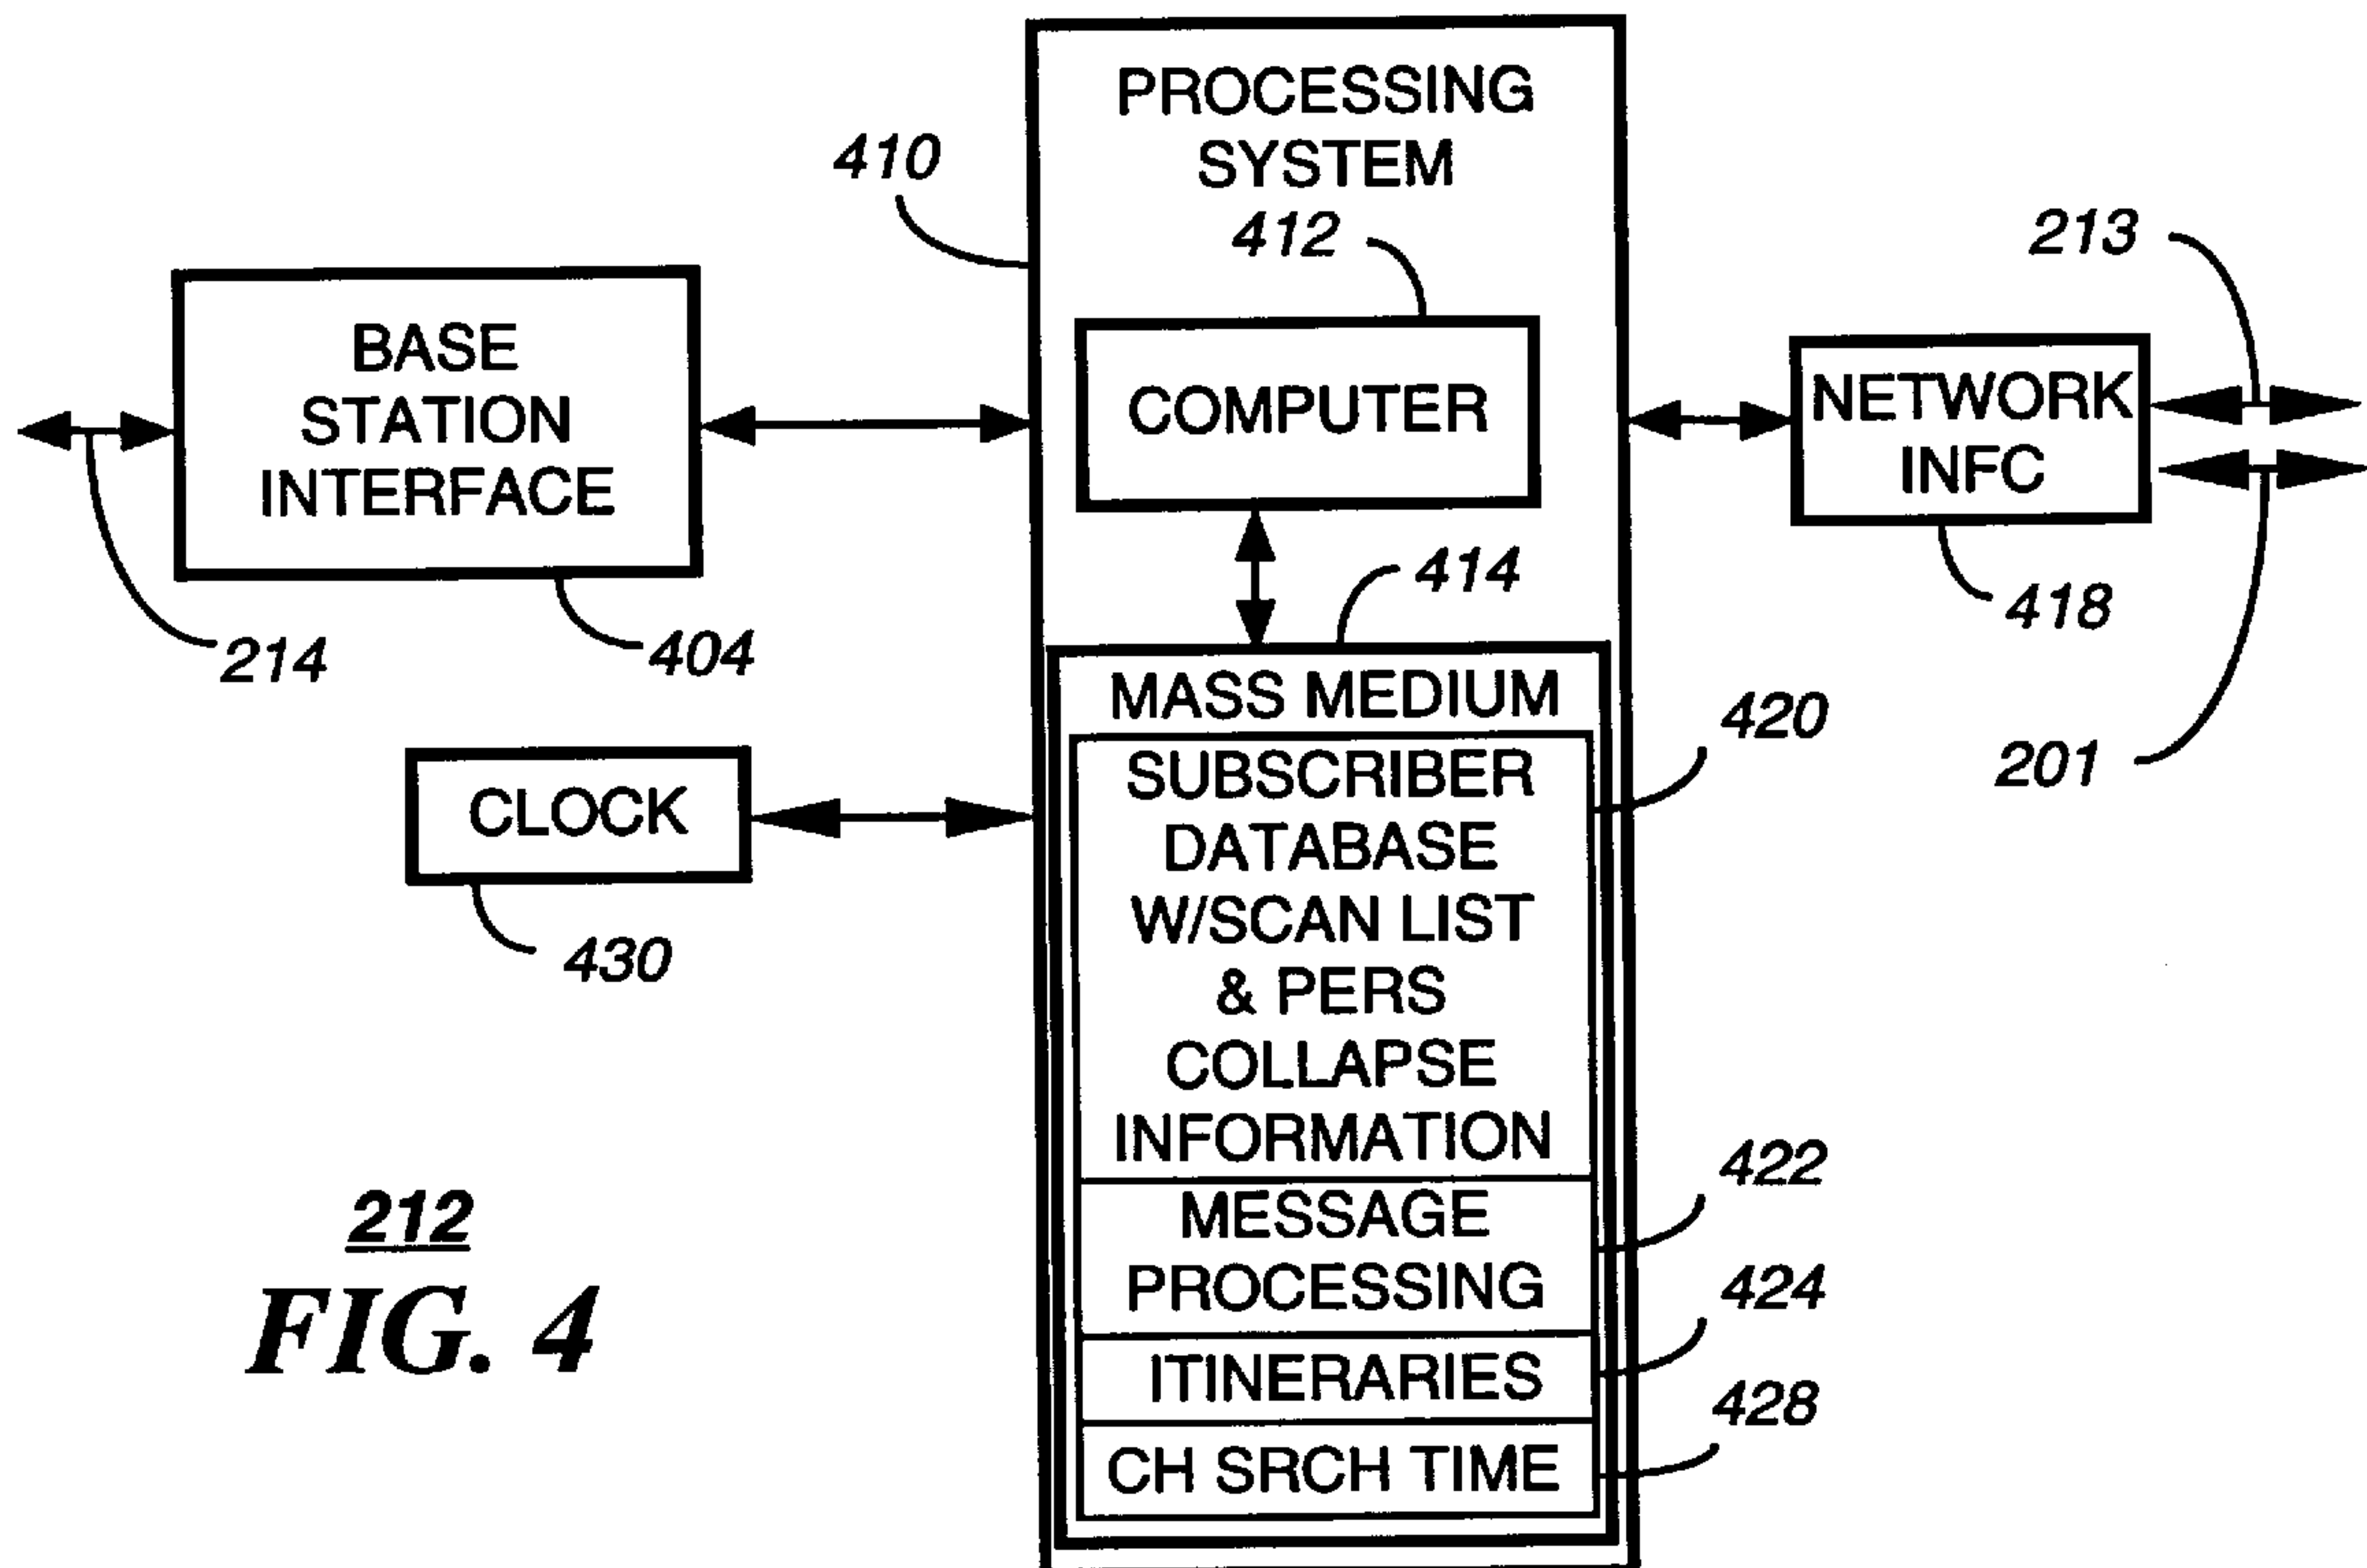 PROCESSING
SYSTEM
410
412
213
BASE
STATION
INTERFACE
COMPUTER
NETWORK
INFC
414
418
214
404
MASS MEDIUM
420
201
SUBSCRIBER
DATABASE
W/SCAN LIST
& PERS
COLLAPSE
INFORMATION
CLOCK
430
422
MESSAGE
PROCESSING
424
ITINERARIES
428
CH SRCH TIME
212
FIG. 4